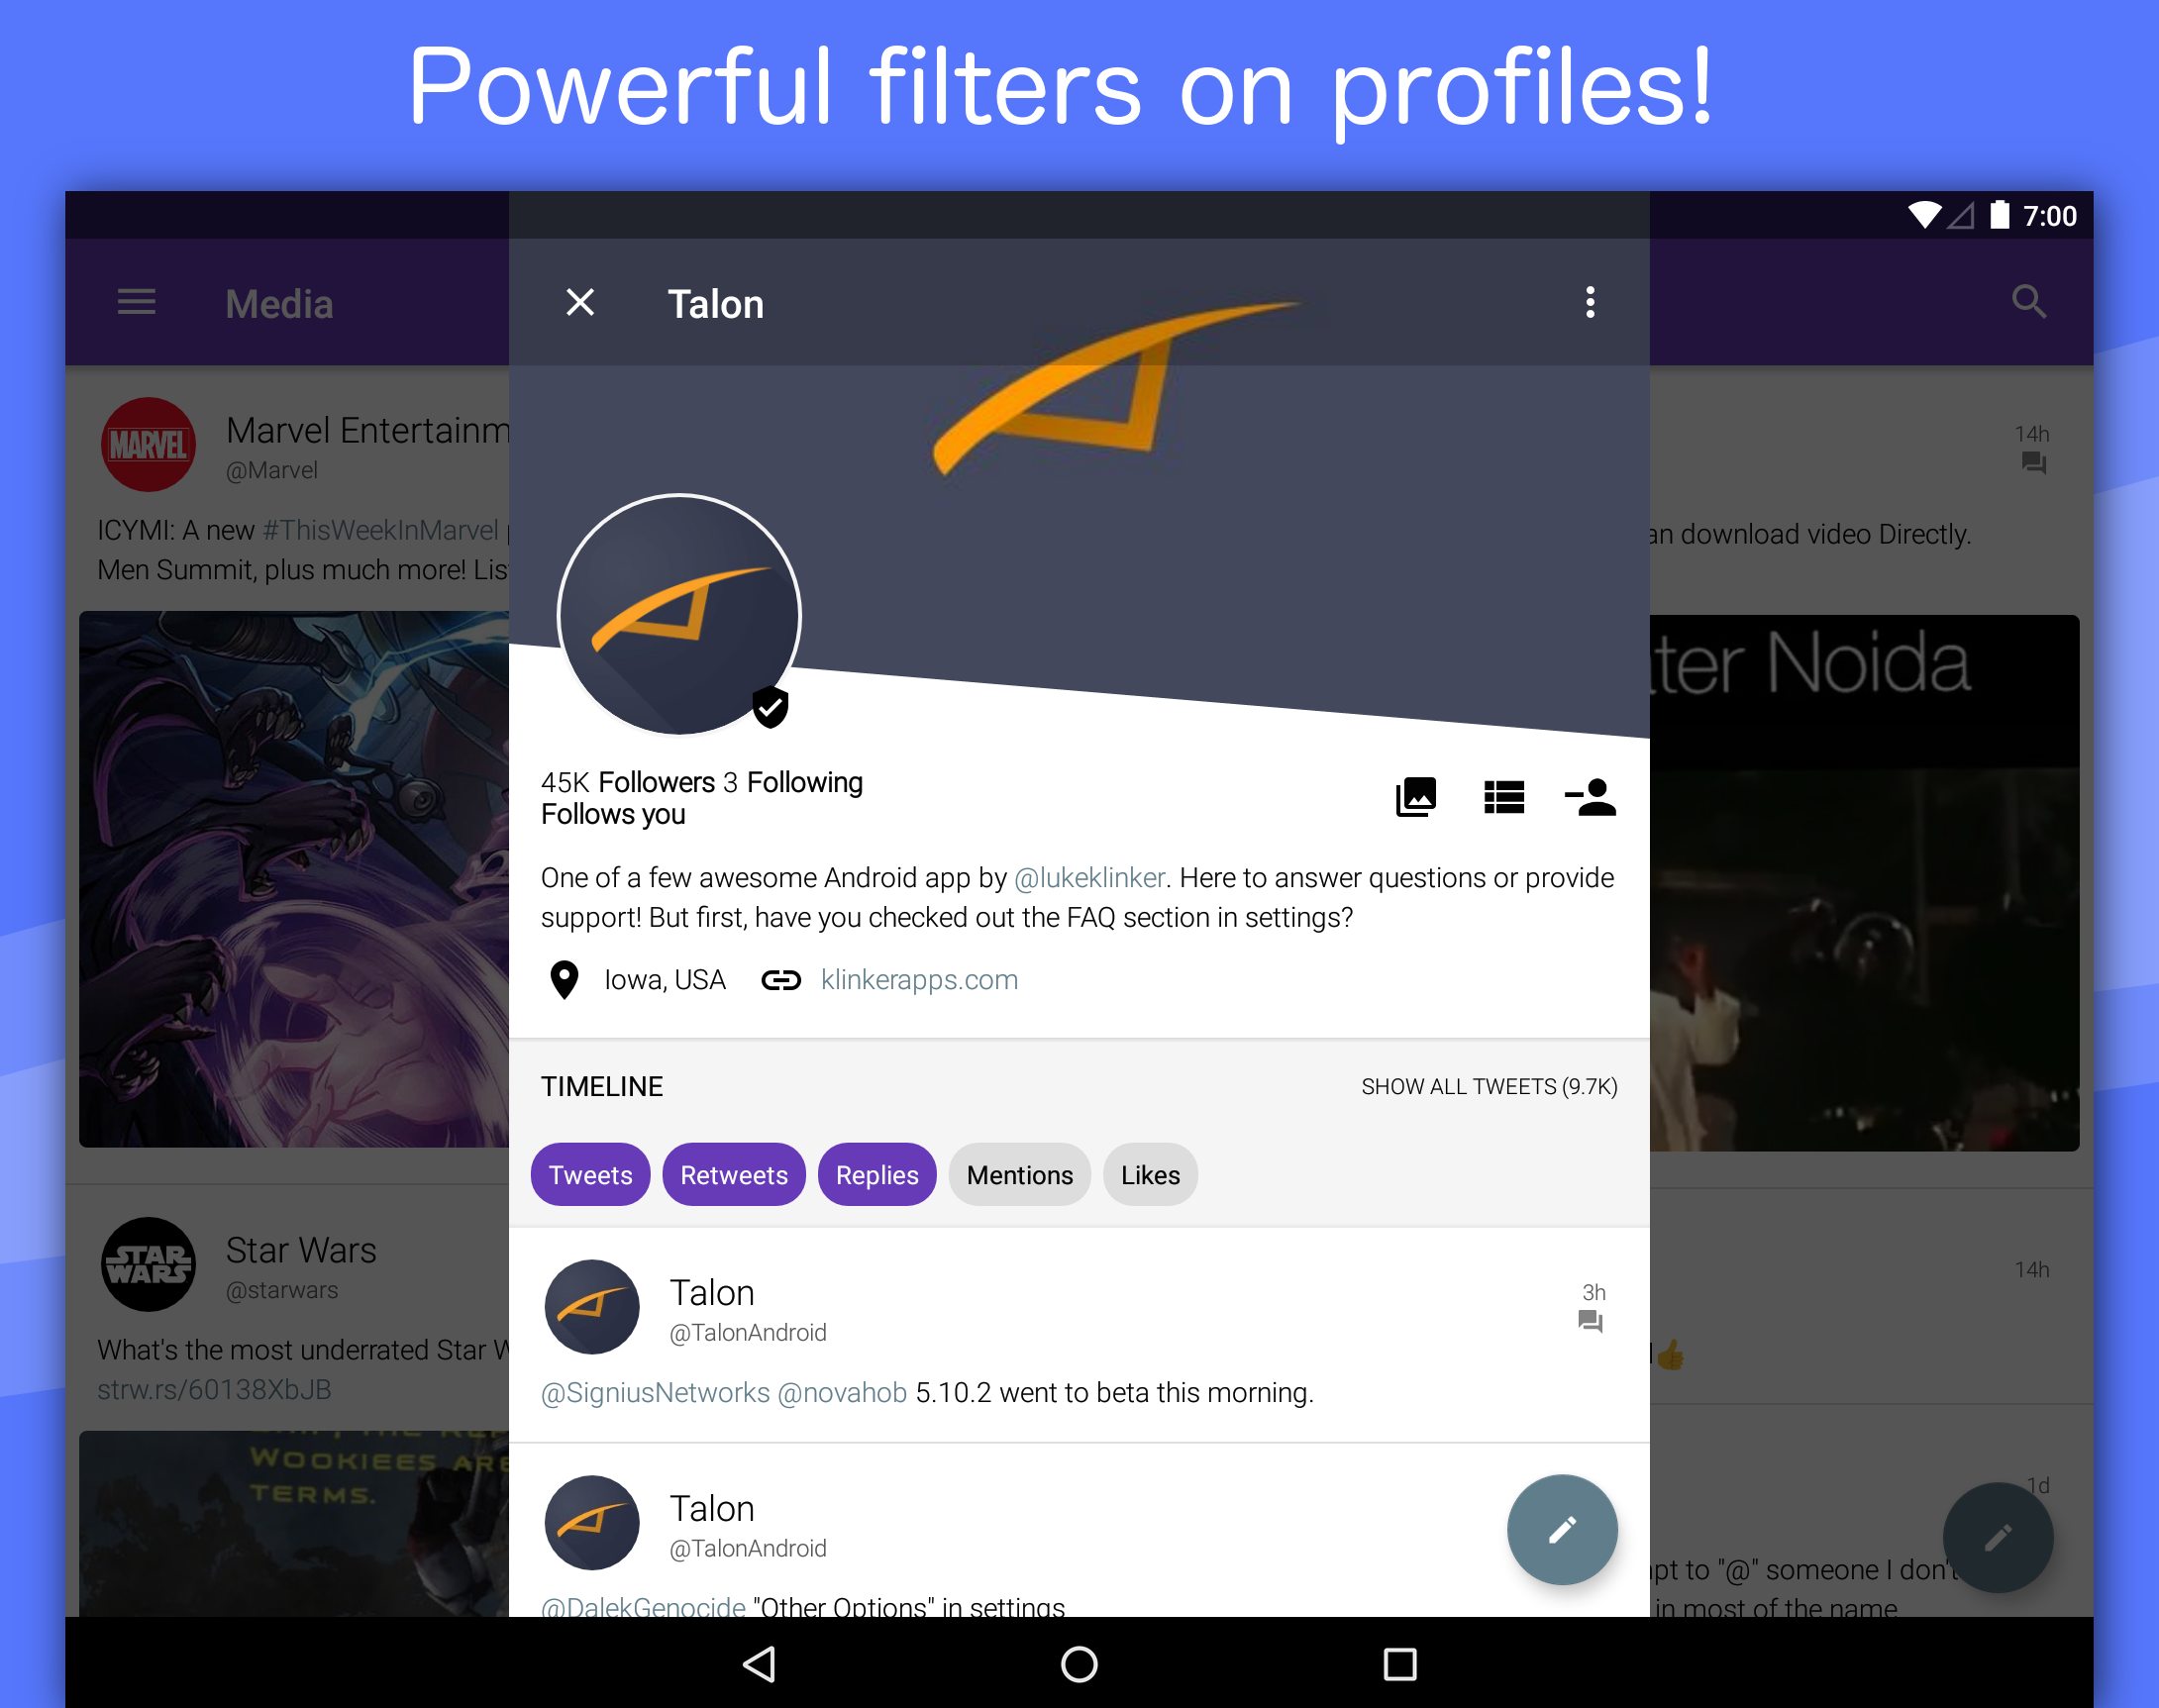 Powerful filters on profiles!
7:00
Media
Talon
MARVEL
Marvel Entertainm
@Marvel
14h
ICYMI: A new #ThisWeekInMarvel
Men Summit, plus much more! Lis
an download video Directly.
ter Noida
45K Followers 3 Following
Follows you
One of a few awesome Android app by @lukeklinker. Here to answer questions or provide
support! But first, have you checked out the FAQ section in settings?
Iowa, USA
klinkerapps.com
TIMELINE
SHOW ALL TWEETS (9.7K)
Tweets
Retweets
Replies
Mentions
Likes
STAR
WARS
Star Wars
@starwars
14h
What's the most underrated Star W
strw.rs/60138XbJB
WOOKIEES ARE
TERMS.
Talon
@TalonAndroid
3h
@SigniusNetworks @novahob 5.10.2 went to beta this morning.
Talon
@TalonAndroid
@DalekGenocide "Other Options" in settings
1d
pt to "@" someone I don't
in most of the name